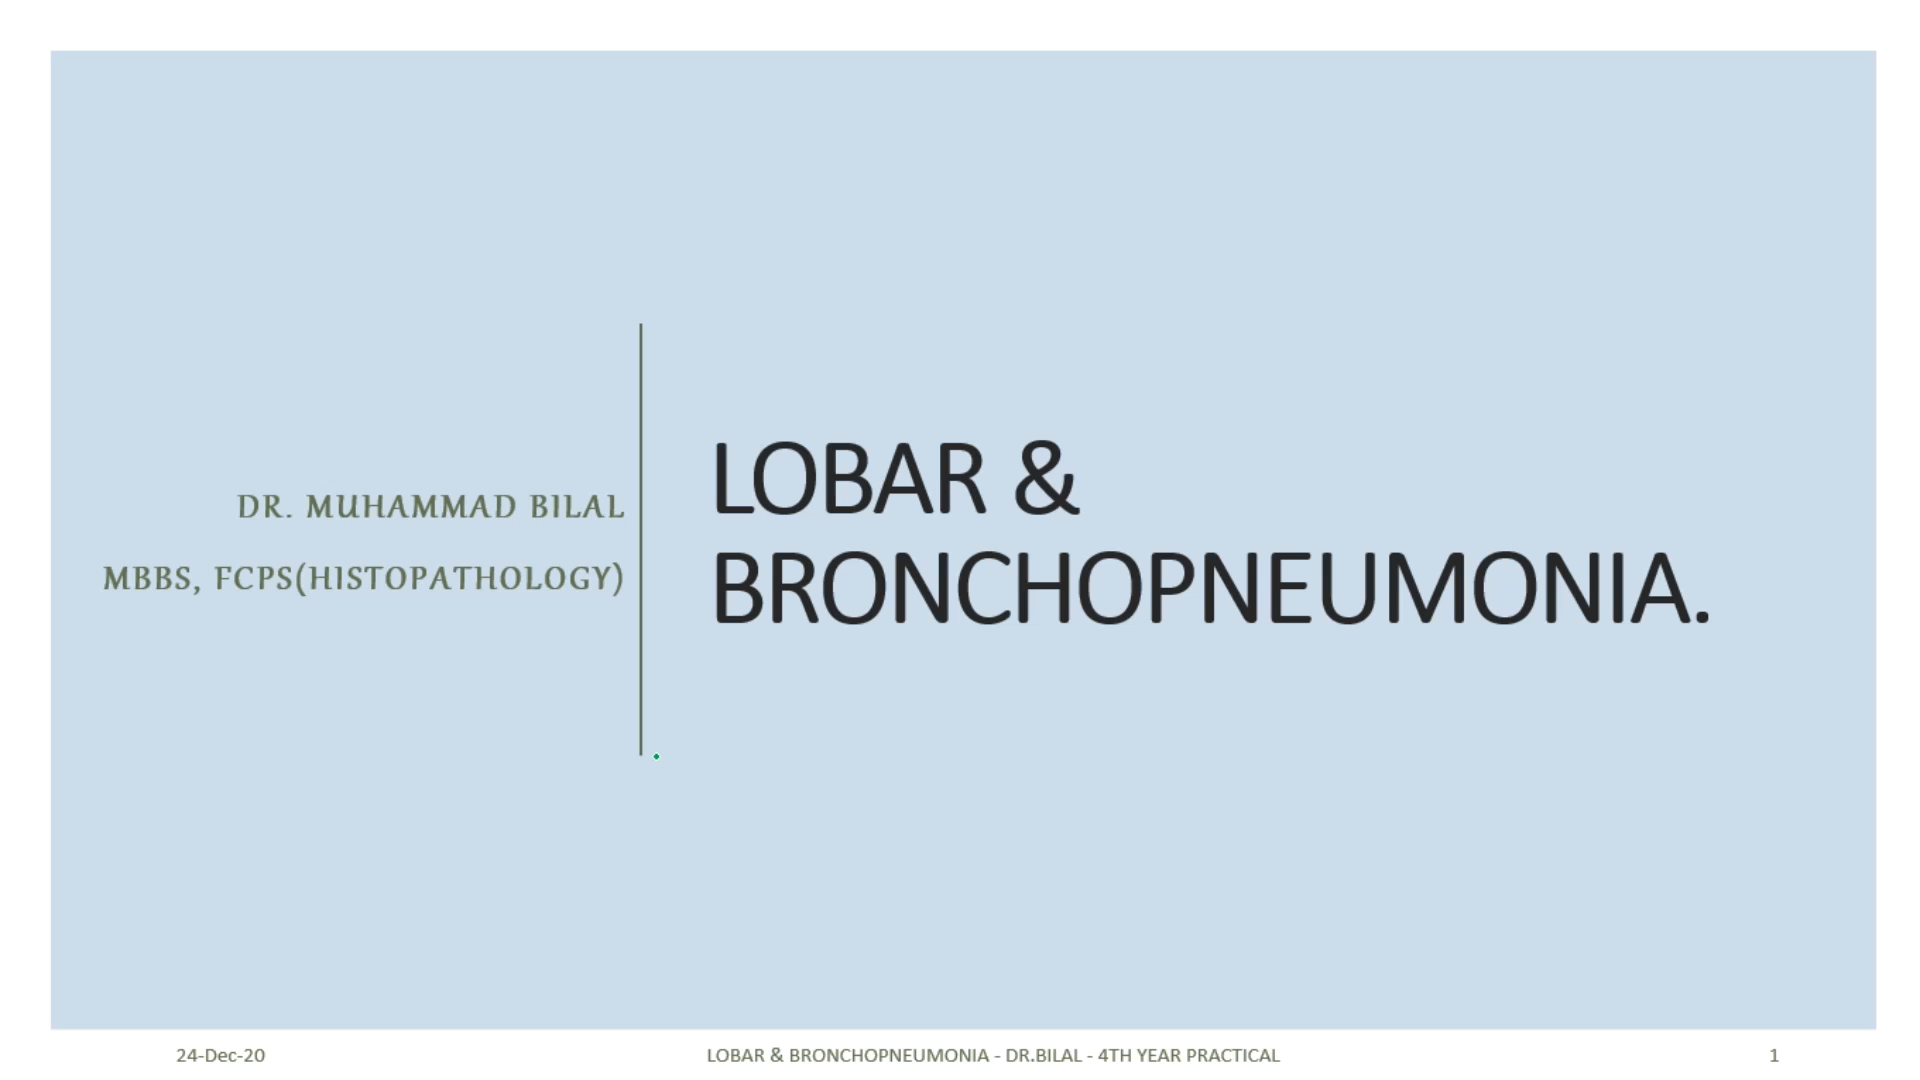 DR. MUHAMMAD BILAL
MBBS, FCPS(HISTOPATHOLOGY)
LOBAR &
BRONCHOPNEUMONIA.
24-Dec-20
LOBAR & BRONCHOPNEUMONIA - DR.BILAL - 4TH YEAR PRACTICAL
1